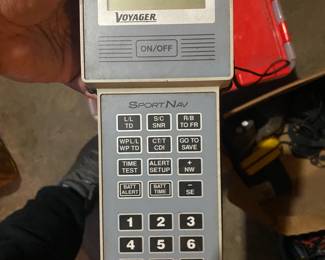 VOYAGER
ON/OFF
SPORTNAV
L/L S/C R/B
TD SNR TO FR
WPL/L CT/T GO TO
WP TD CDI SAVE
TIME ALERT +
TEST SETUP NW
BATT BATT −
ALERT TIME SE
1 2 3
4 5 6